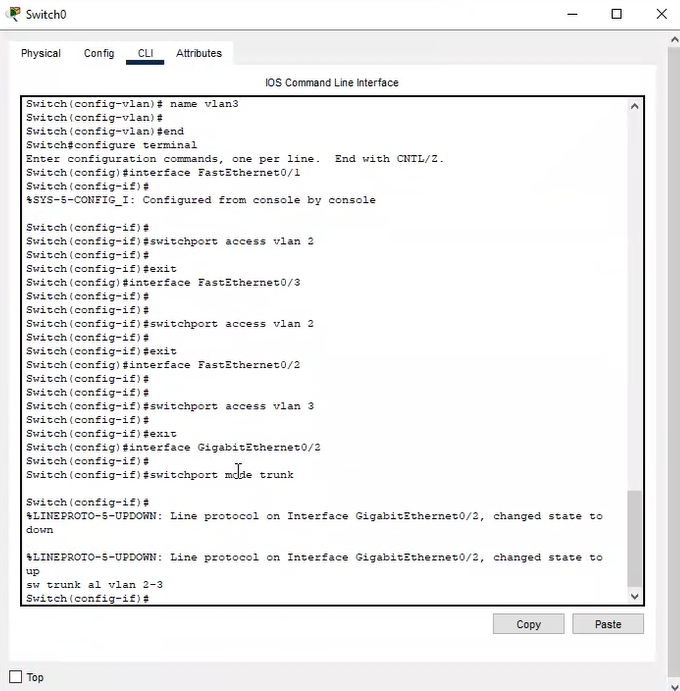 Switch0
Physical Config CLI Attributes
IOS Command Line Interface
Switch(config-vlan)# name vlan3
Switch(config-vlan)#
Switch(config-vlan)#end
Switch#configure terminal
Enter configuration commands, one per line.  End with CNTL/Z.
Switch(config)#interface FastEthernet0/1
Switch(config-if)#
%SYS-5-CONFIG_I: Configured from console by console
Switch(config-if)#
Switch(config-if)#switchport access vlan 2
Switch(config-if)#
Switch(config-if)#exit
Switch(config)#interface FastEthernet0/3
Switch(config-if)#
Switch(config-if)#
Switch(config-if)#switchport access vlan 2
Switch(config-if)#
Switch(config-if)#exit
Switch(config)#interface FastEthernet0/2
Switch(config-if)#
Switch(config-if)#
Switch(config-if)#switchport access vlan 3
Switch(config-if)#
Switch(config-if)#exit
Switch(config)#interface GigabitEthernet0/2
Switch(config-if)#
Switch(config-if)#switchport mode trunk
Switch(config-if)#
%LINEPROTO-5-UPDOWN: Line protocol on Interface GigabitEthernet0/2, changed state to
down
%LINEPROTO-5-UPDOWN: Line protocol on Interface GigabitEthernet0/2, changed state to
up
sw trunk al vlan 2-3
Switch(config-if)#
Copy Paste
Top